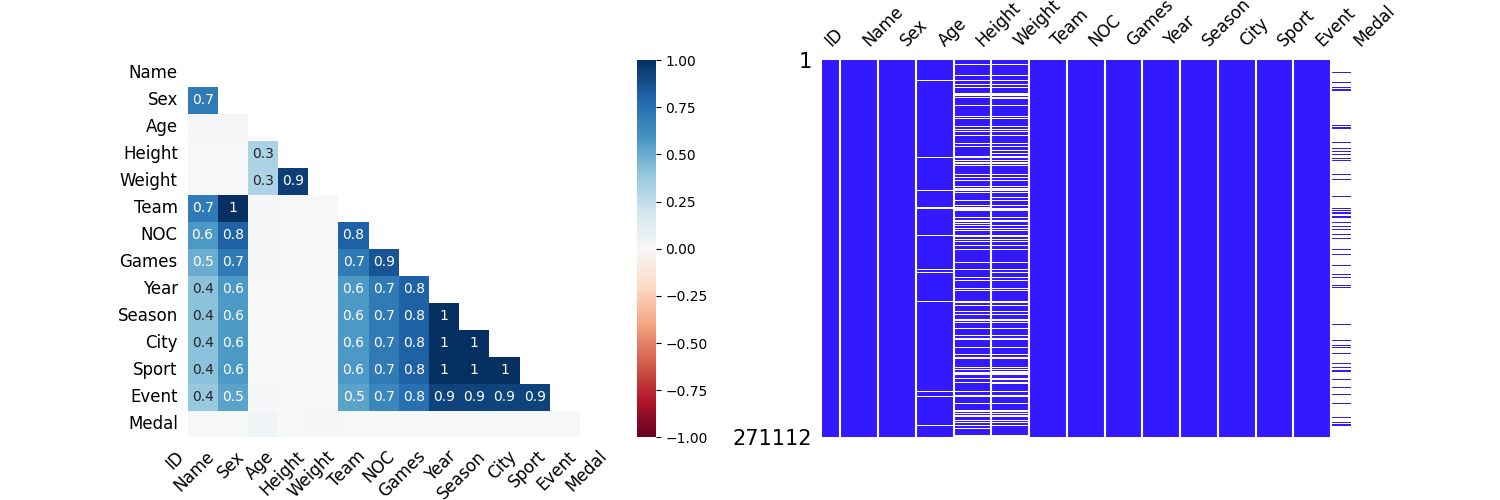 Name
Sex 0.7
Age
Height 0.3
Weight 0.3 0.9
Team 0.7 1
NOC 0.6 0.8 0.8
Games 0.5 0.7 0.7 0.9
Year 0.4 0.6 0.6 0.7 0.8
Season 0.4 0.6 0.6 0.7 0.8 1
City 0.4 0.6 0.6 0.7 0.8 1 1
Sport 0.4 0.6 0.6 0.7 0.8 1 1 1
Event 0.4 0.5 0.5 0.7 0.8 0.9 0.9 0.9 0.9
Medal
ID Name Sex Age Height Weight Team NOC Games Year Season City Sport Event Medal
1.00
0.75
0.50
0.25
0.00
−0.25
−0.50
−0.75
−1.00
ID Name Sex Age Height Weight Team NOC Games Year Season City Sport Event Medal
1
271112